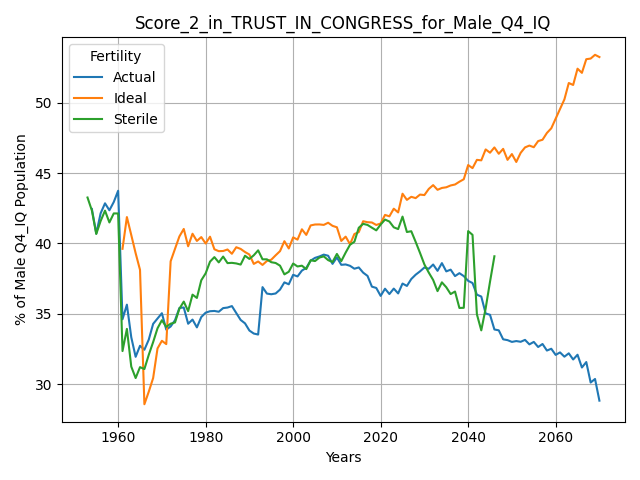 Score_2_in_TRUST_IN_CONGRESS_for_Male_Q4_IQ
Fertility
Actual
Ideal
Sterile
% of Male Q4_IQ Population
50
45
40
35
30
1960
1980
2000
2020
2040
2060
Years